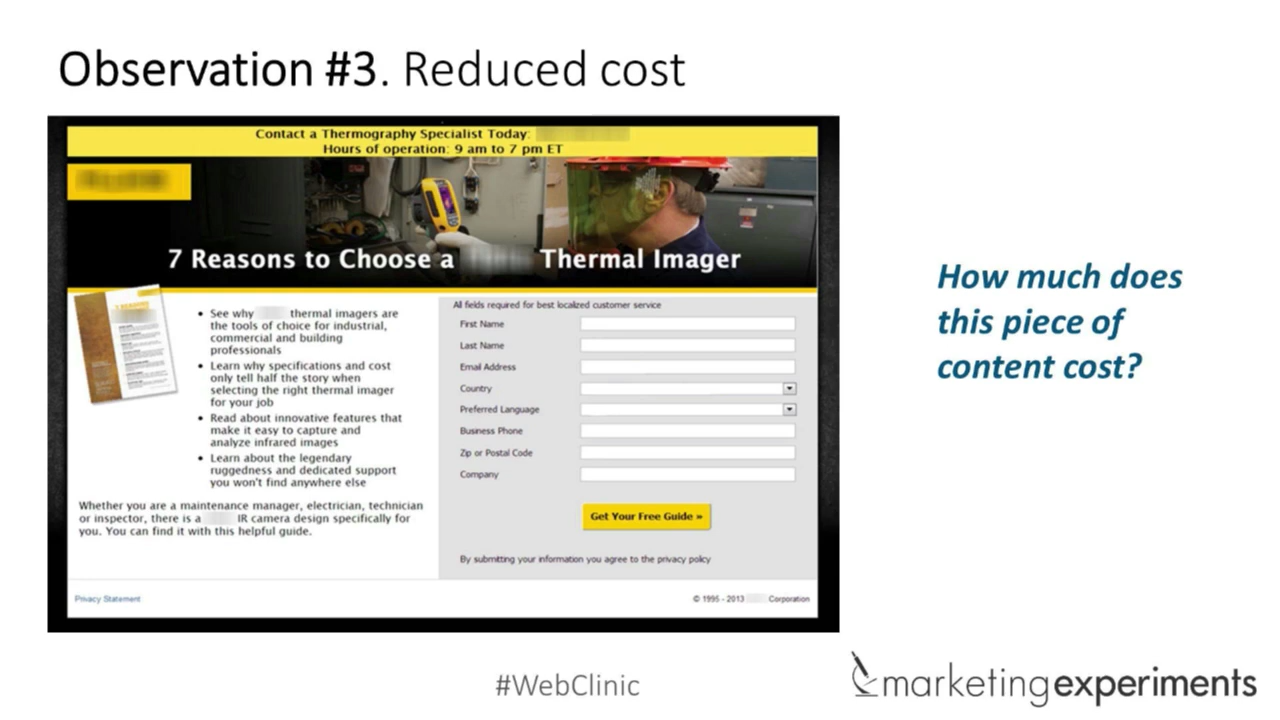 Observation #3. Reduced cost
Contact a Thermography Specialist Today:
Hours of operation: 9 am to 7 pm ET
7 Reasons to Choose a Thermal Imager
See why thermal imagers are
the tools of choice for industrial,
commercial and building
professionals
Learn why specifications and cost
only tell half the story when
selecting the right thermal imager
for your job
Read about innovative features that
make it easy to capture and
analyze infrared images
Learn about the legendary
ruggedness and dedicated support
you won't find anywhere else
Whether you are a maintenance manager, electrician, technician
or inspector, there is a IR camera design specifically for
you. You can find it with this helpful guide.
All fields required for best localized customer service
First Name
Last Name
Email Address
Country
Preferred Language
Business Phone
Zip or Postal Code
Company
Get Your Free Guide »
By submitting your information you agree to the privacy policy
Privacy Statement
© 1995 - 2013 Corporation
How much does
this piece of
content cost?
#WebClinic
marketingexperiments